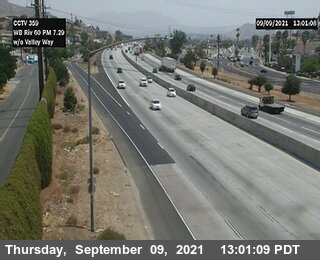 CCTV 359
WB Riv 60 PM 7.29
w/o Valley Way
09/09/2021
13:01:08
Thursday, September 09, 2021 13:01:09 PDT